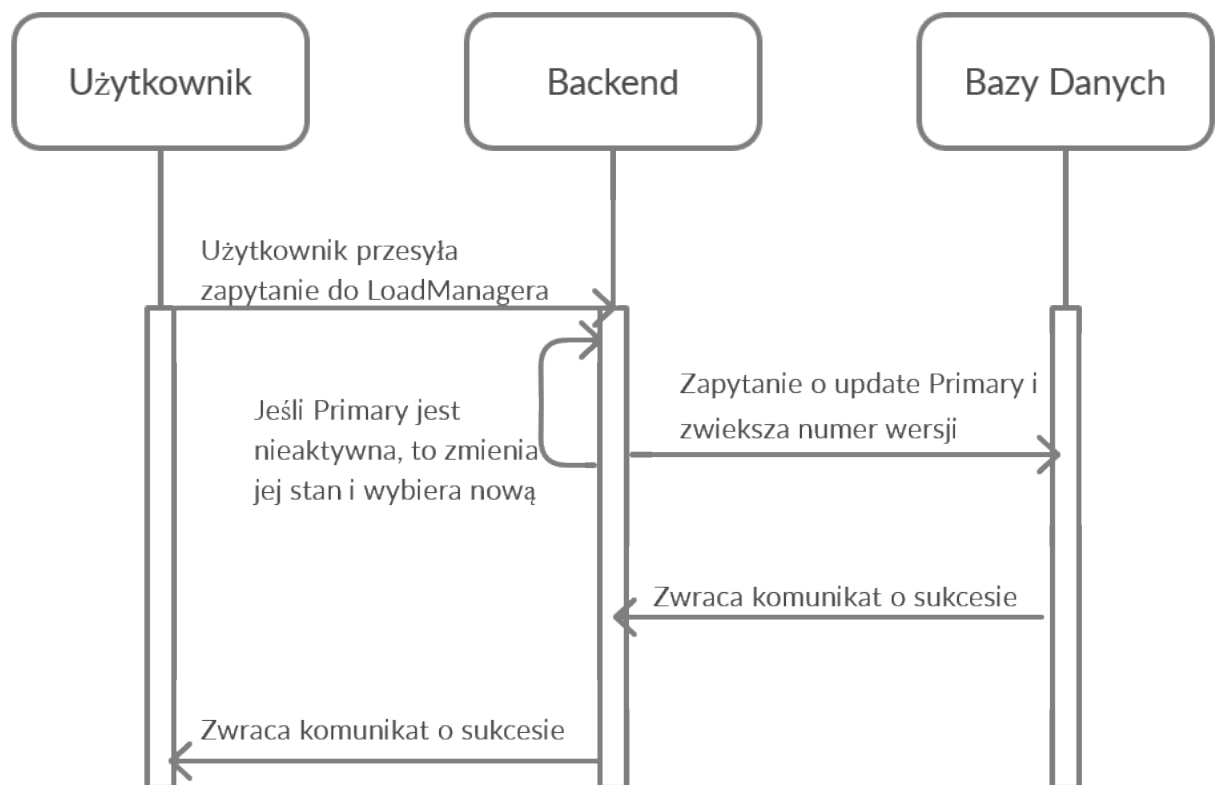 Użytkownik
Backend
Bazy Danych
Użytkownik przesyła
zapytanie do LoadManagera
Jeśli Primary jest
nieaktywna, to zmienia
jej stan i wybiera nową
Zapytanie o update Primary i
zwieksza numer wersji
Zwraca komunikat o sukcesie
Zwraca komunikat o sukcesie